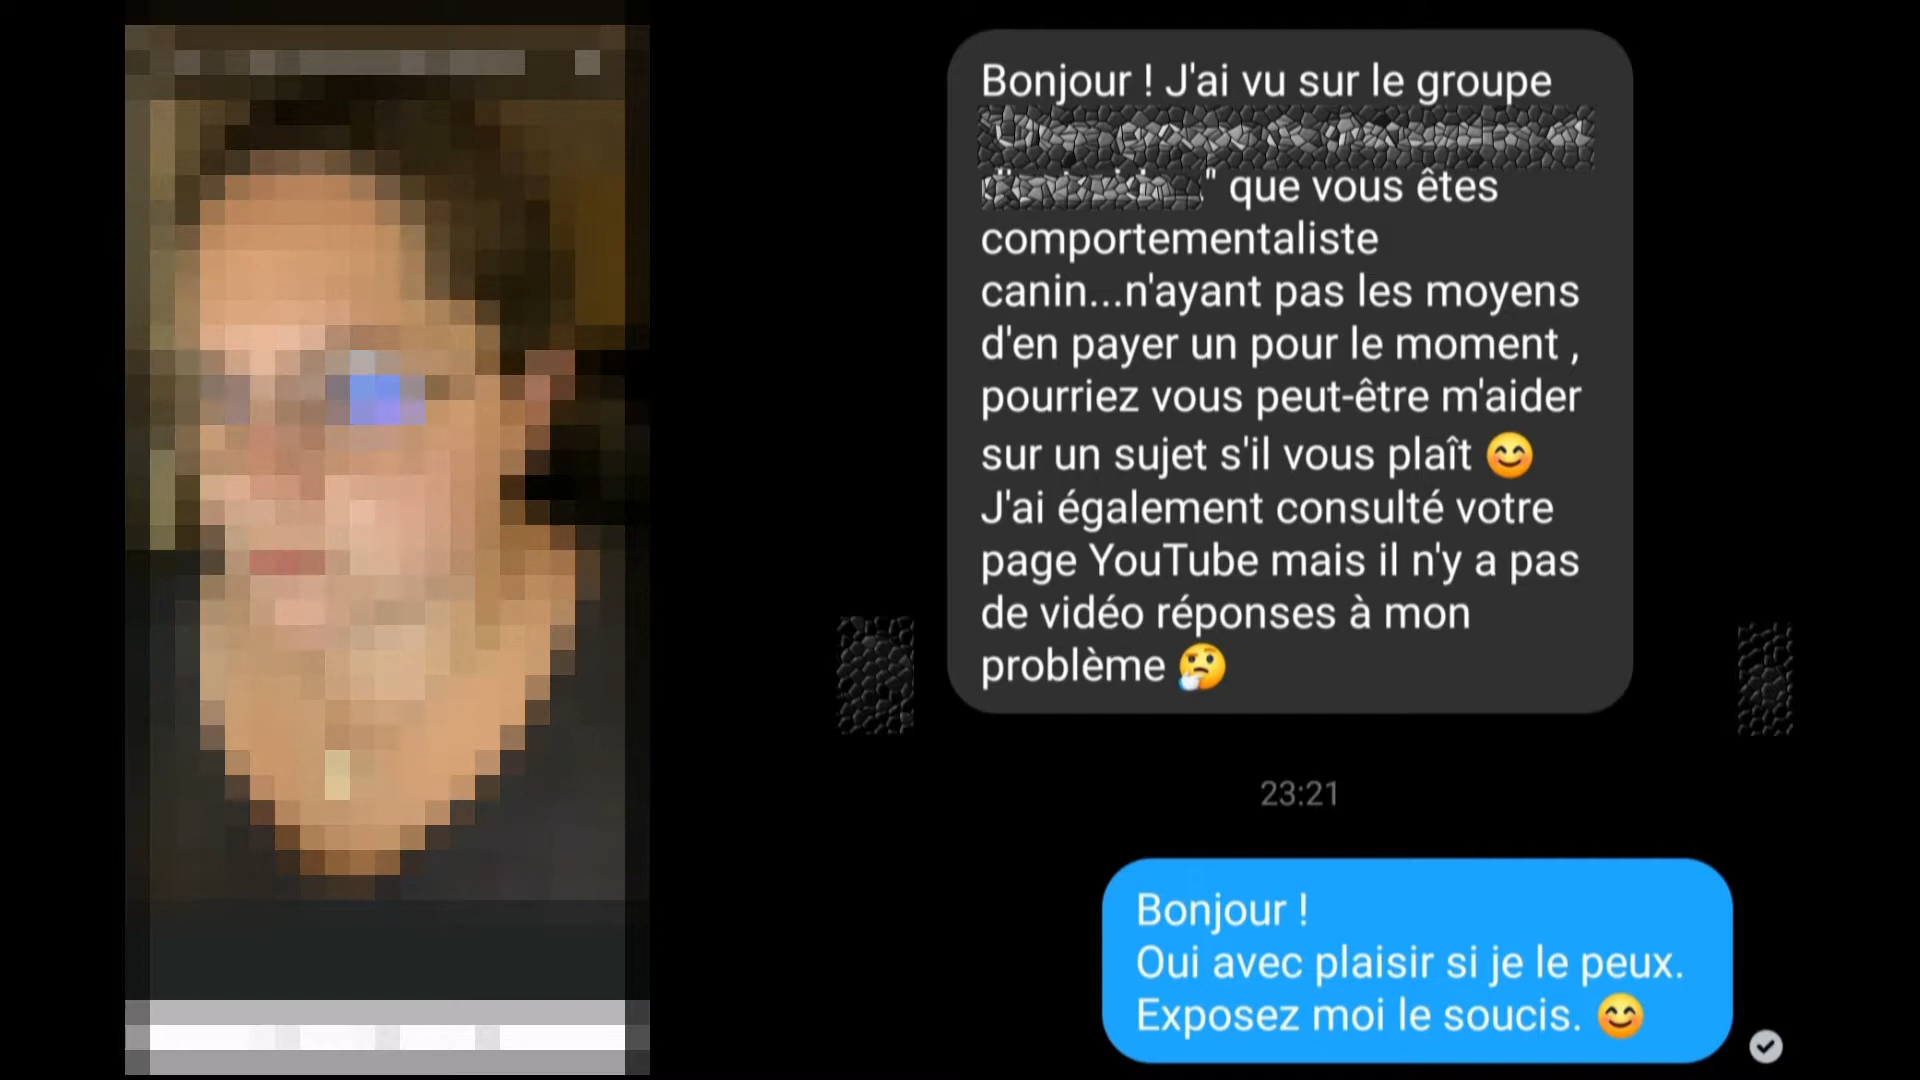 Bonjour ! J'ai vu sur le groupe
" que vous êtes
comportementaliste
canin...n'ayant pas les moyens
d'en payer un pour le moment ,
pourriez vous peut-être m'aider
sur un sujet s'il vous plaît 😊
J'ai également consulté votre
page YouTube mais il n'y a pas
de vidéo réponses à mon
problème 🤔
23:21
Bonjour !
Oui avec plaisir si je le peux.
Exposez moi le soucis. 😊